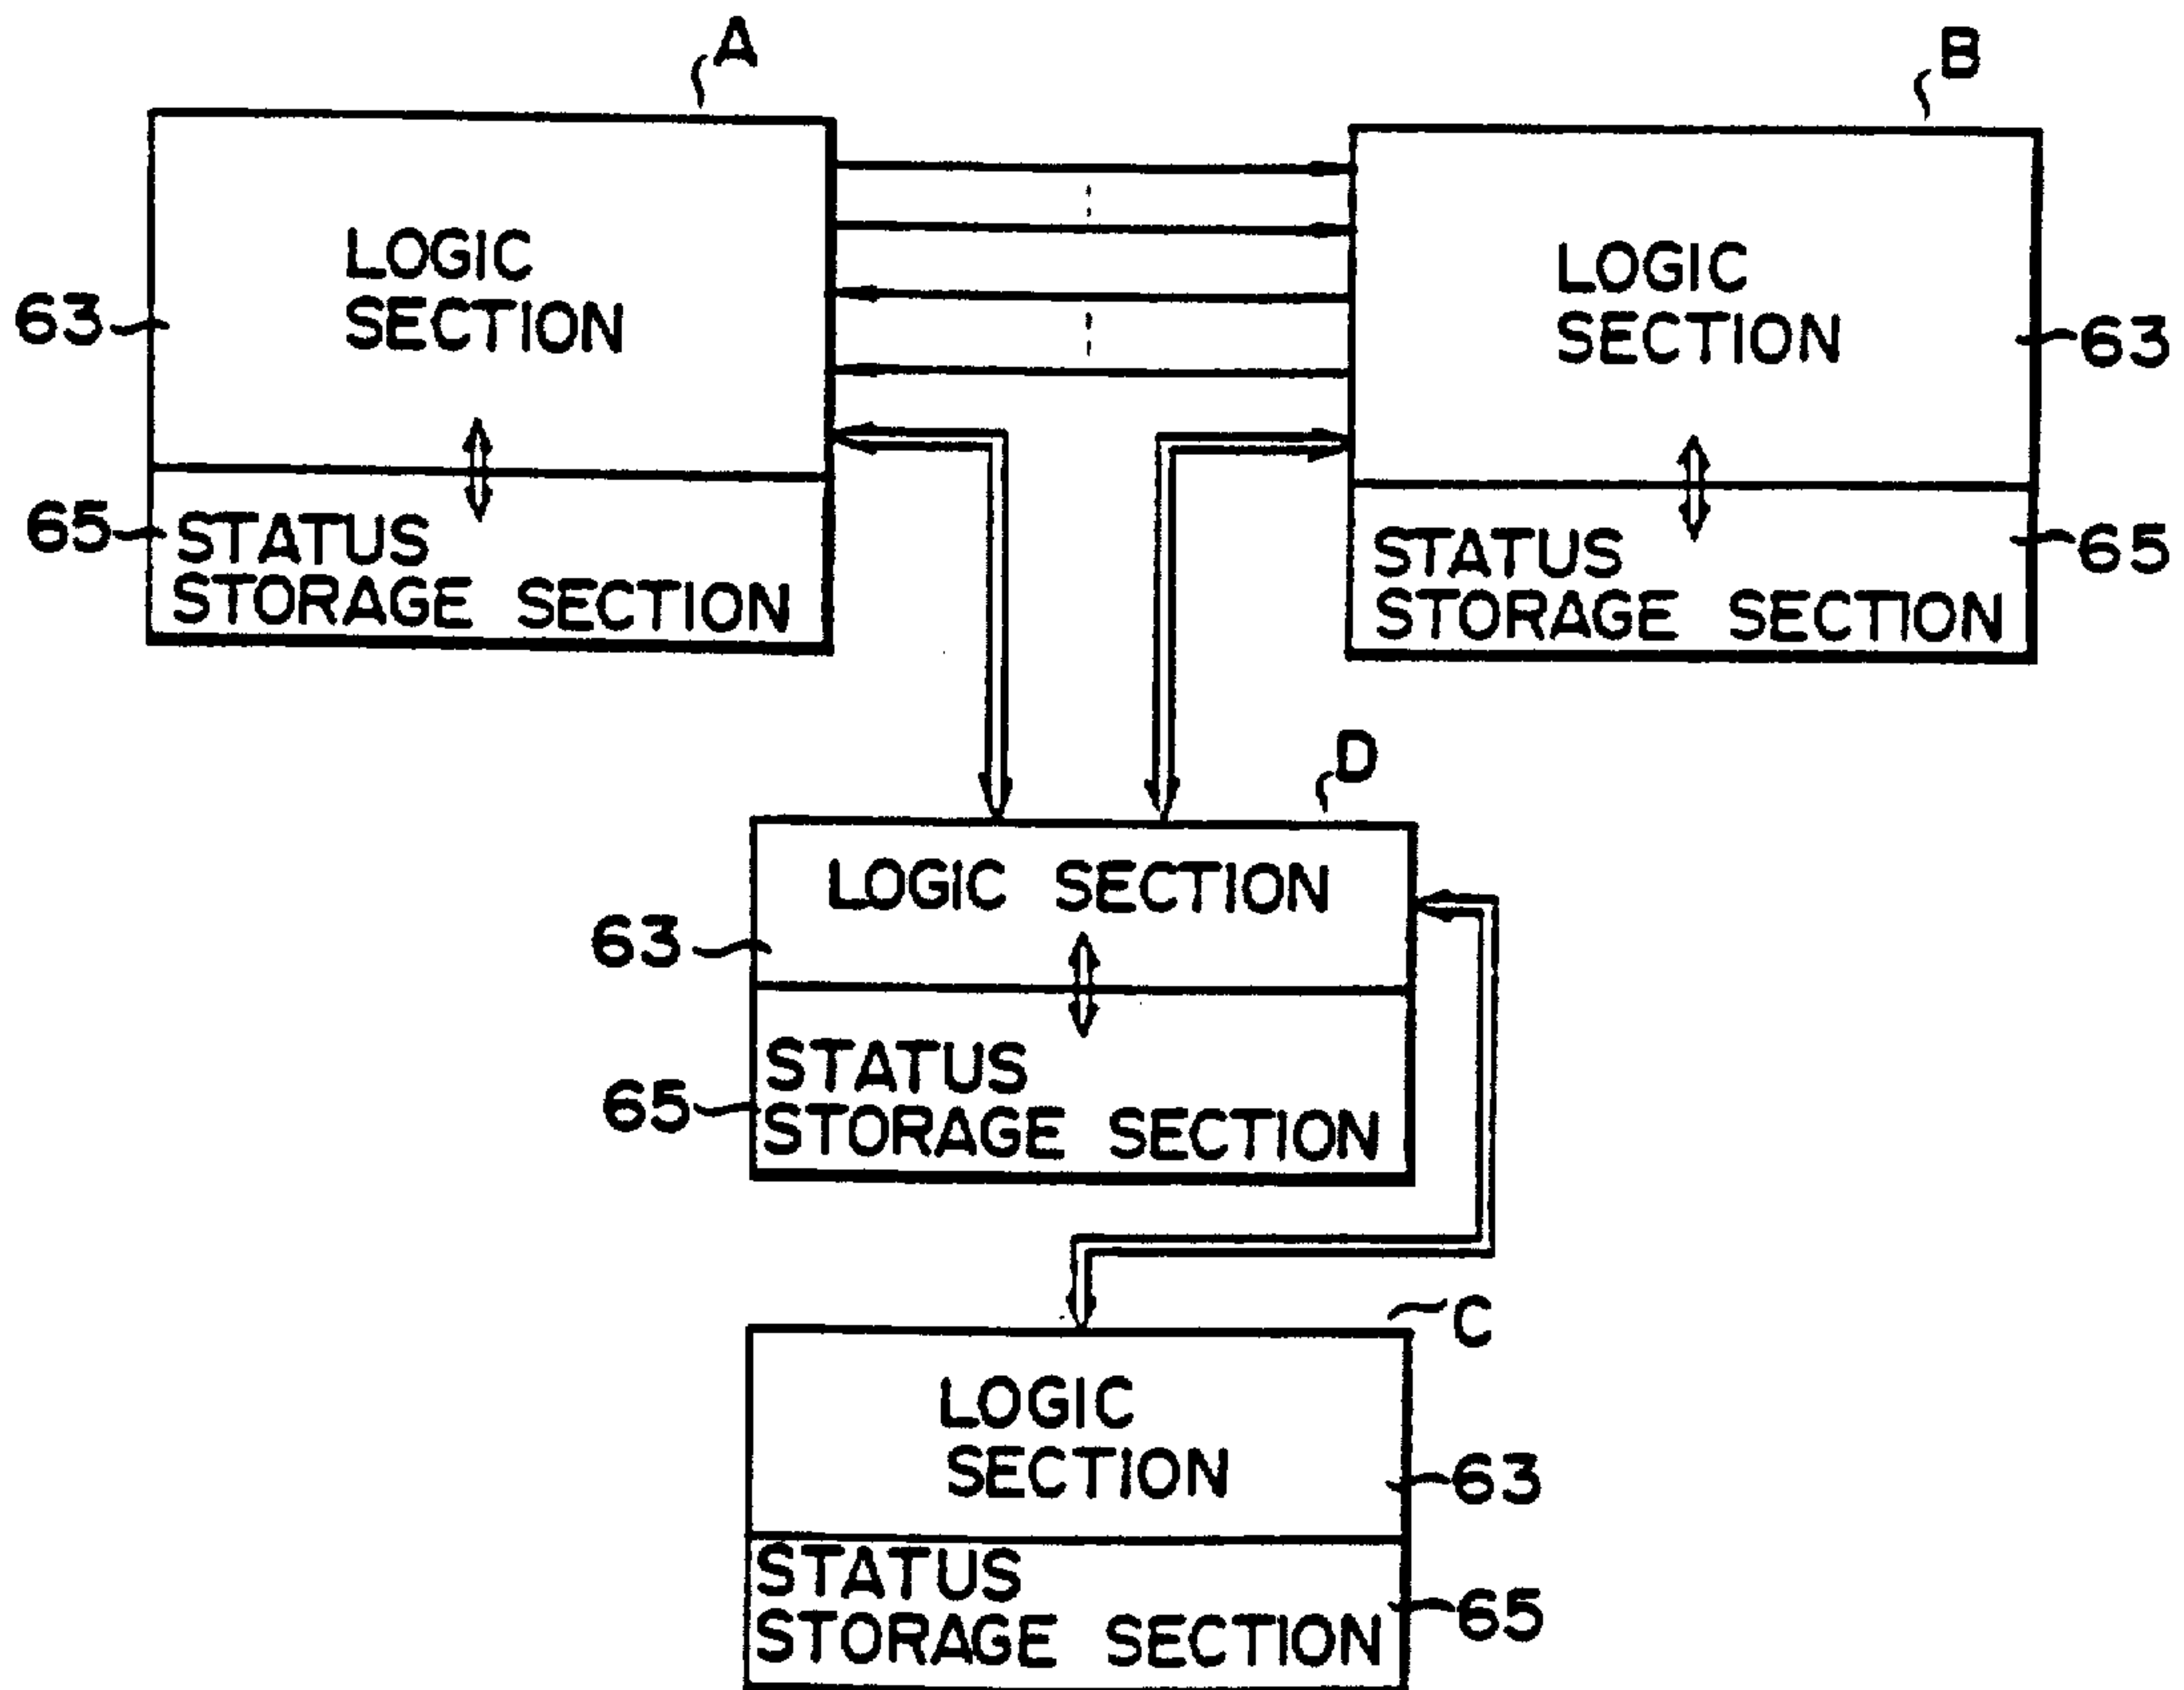 A
B
LOGIC
SECTION
63
65
STATUS
STORAGE SECTION
LOGIC
SECTION
63
STATUS
STORAGE SECTION
65
D
LOGIC SECTION
63
STATUS
STORAGE SECTION
65
C
LOGIC
SECTION
63
STATUS
STORAGE SECTION
65